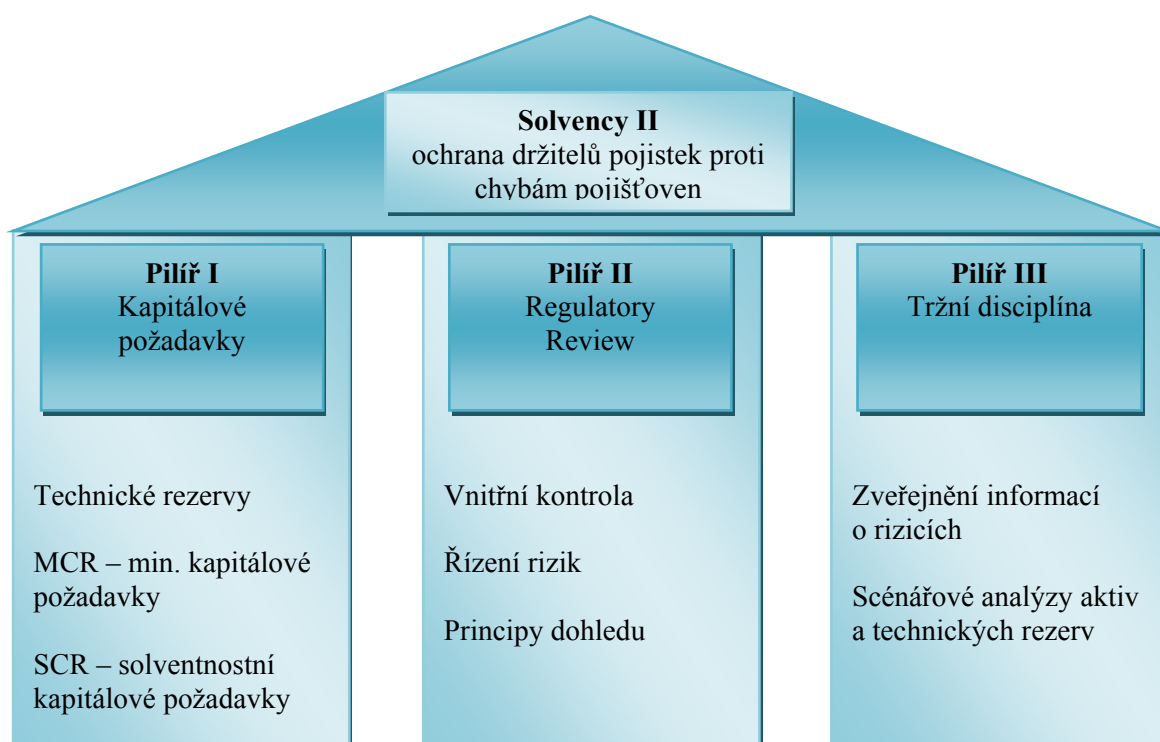 Solvency II
ochrana držitelů pojistek proti
chybám pojišťoven
Pilíř I
Kapitálové
požadavky
Technické rezervy
MCR – min. kapitálové
požadavky
SCR – solventnostní
kapitálové požadavky
Pilíř II
Regulatory
Review
Vnitřní kontrola
Řízení rizik
Principy dohledu
Pilíř III
Tržní disciplína
Zveřejnění informací
o rizicích
Scénářové analýzy aktiv
a technických rezerv